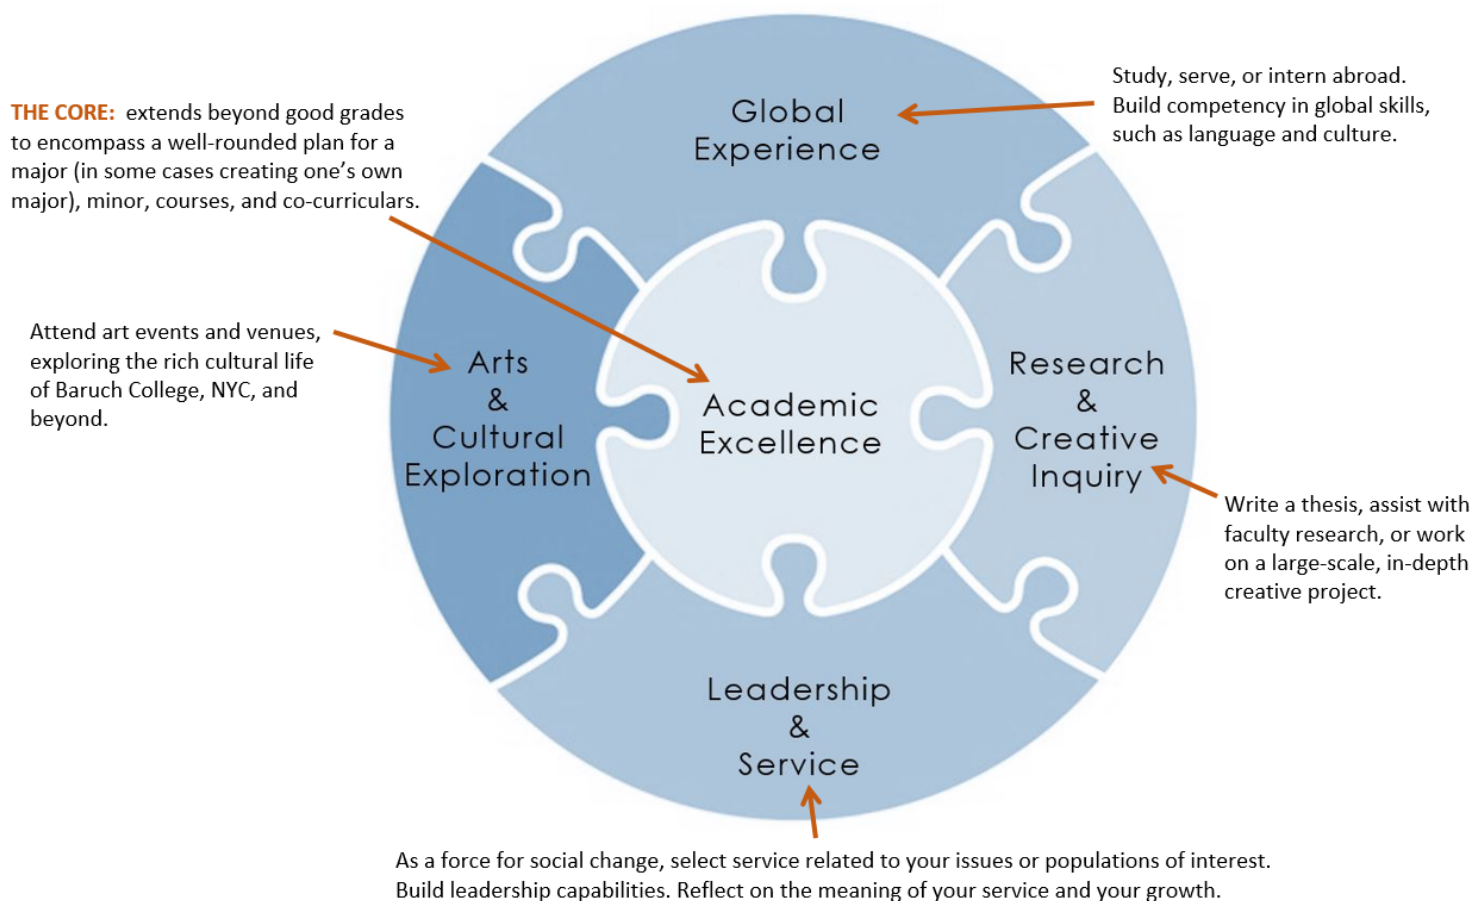 THE CORE:  extends beyond good grades
to encompass a well-rounded plan for a
major (in some cases creating one’s own
major), minor, courses, and co-curriculars.
Global
Experience
Study, serve, or intern abroad.
Build competency in global skills,
such as language and culture.
Attend art events and venues,
exploring the rich cultural life
of Baruch College, NYC, and
beyond.
Arts
&
Cultural
Exploration
Academic
Excellence
Research
&
Creative
Inquiry
Write a thesis, assist with
faculty research, or work
on a large-scale, in-depth
creative project.
Leadership
&
Service
As a force for social change, select service related to your issues or populations of interest.
Build leadership capabilities. Reflect on the meaning of your service and your growth.